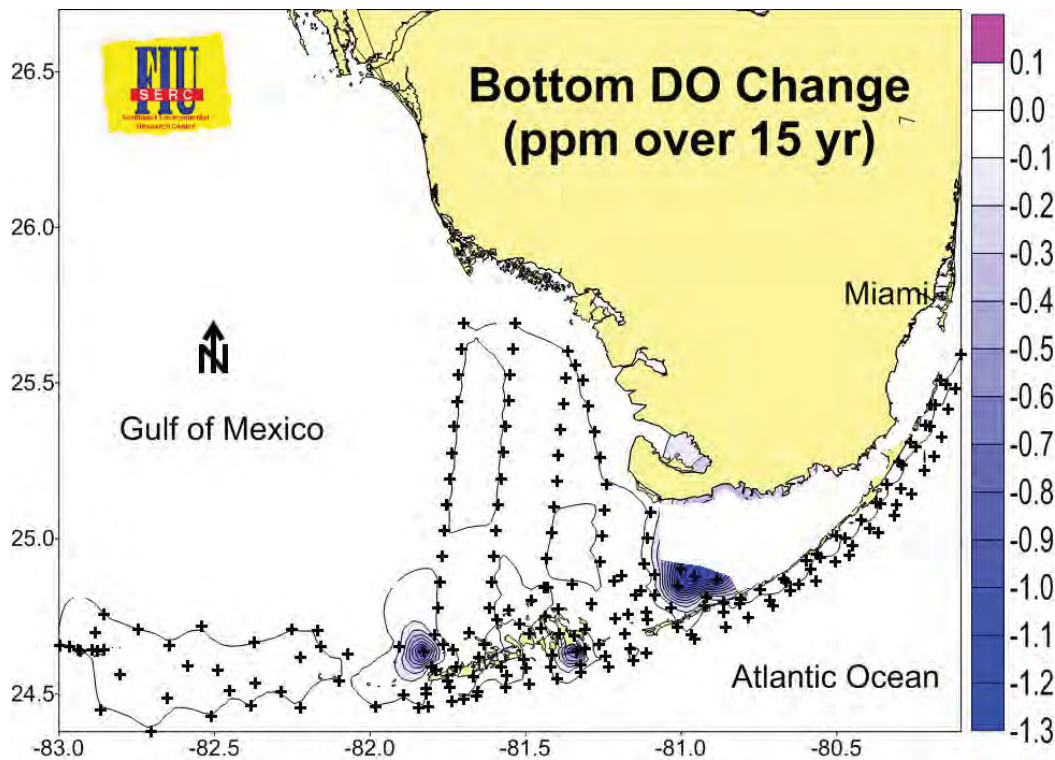 FIU
SERC
Southeast Environmental
Research Center
Bottom DO Change
(ppm over 15 yr)
Miami
N
Gulf of Mexico
Atlantic Ocean
26.5
26.0
25.5
25.0
24.5
-83.0 -82.5 -82.0 -81.5 -81.0 -80.5
0.1
0.0
-0.1
-0.2
-0.3
-0.4
-0.5
-0.6
-0.7
-0.8
-0.9
-1.0
-1.1
-1.2
-1.3